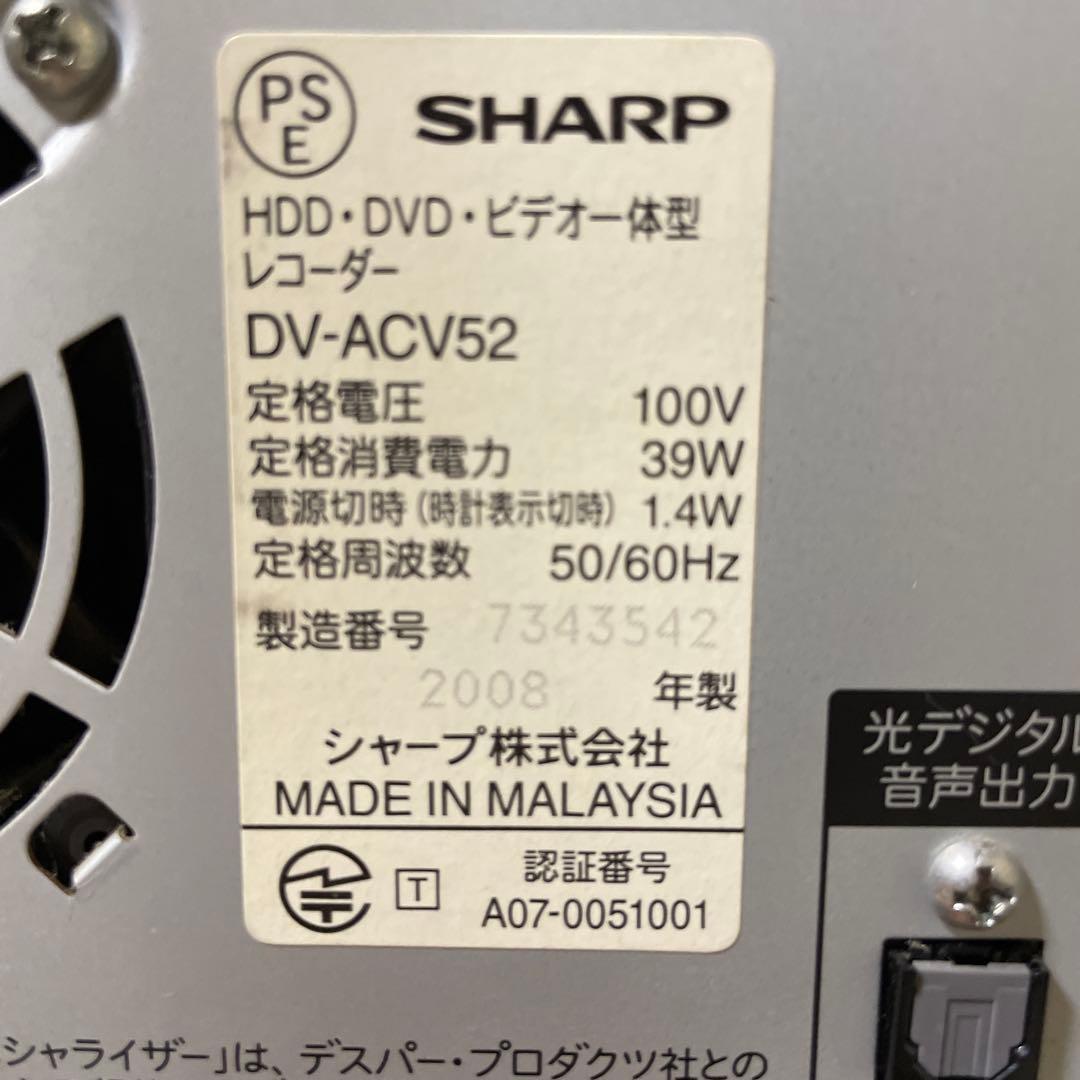 PS
E
SHARP
HDD・DVD・ビデオ一体型
レコーダー
DV-ACV52
定格電圧 100V
定格消費電力 39W
電源切時(時計表示切時) 1.4W
定格周波数 50/60Hz
製造番号 7343542
2008 年製
シャープ株式会社
MADE IN MALAYSIA
T
認証番号
A07-0051001
光デジタル
音声出力
シャライザー」は、デスパー・プロダクツ社との